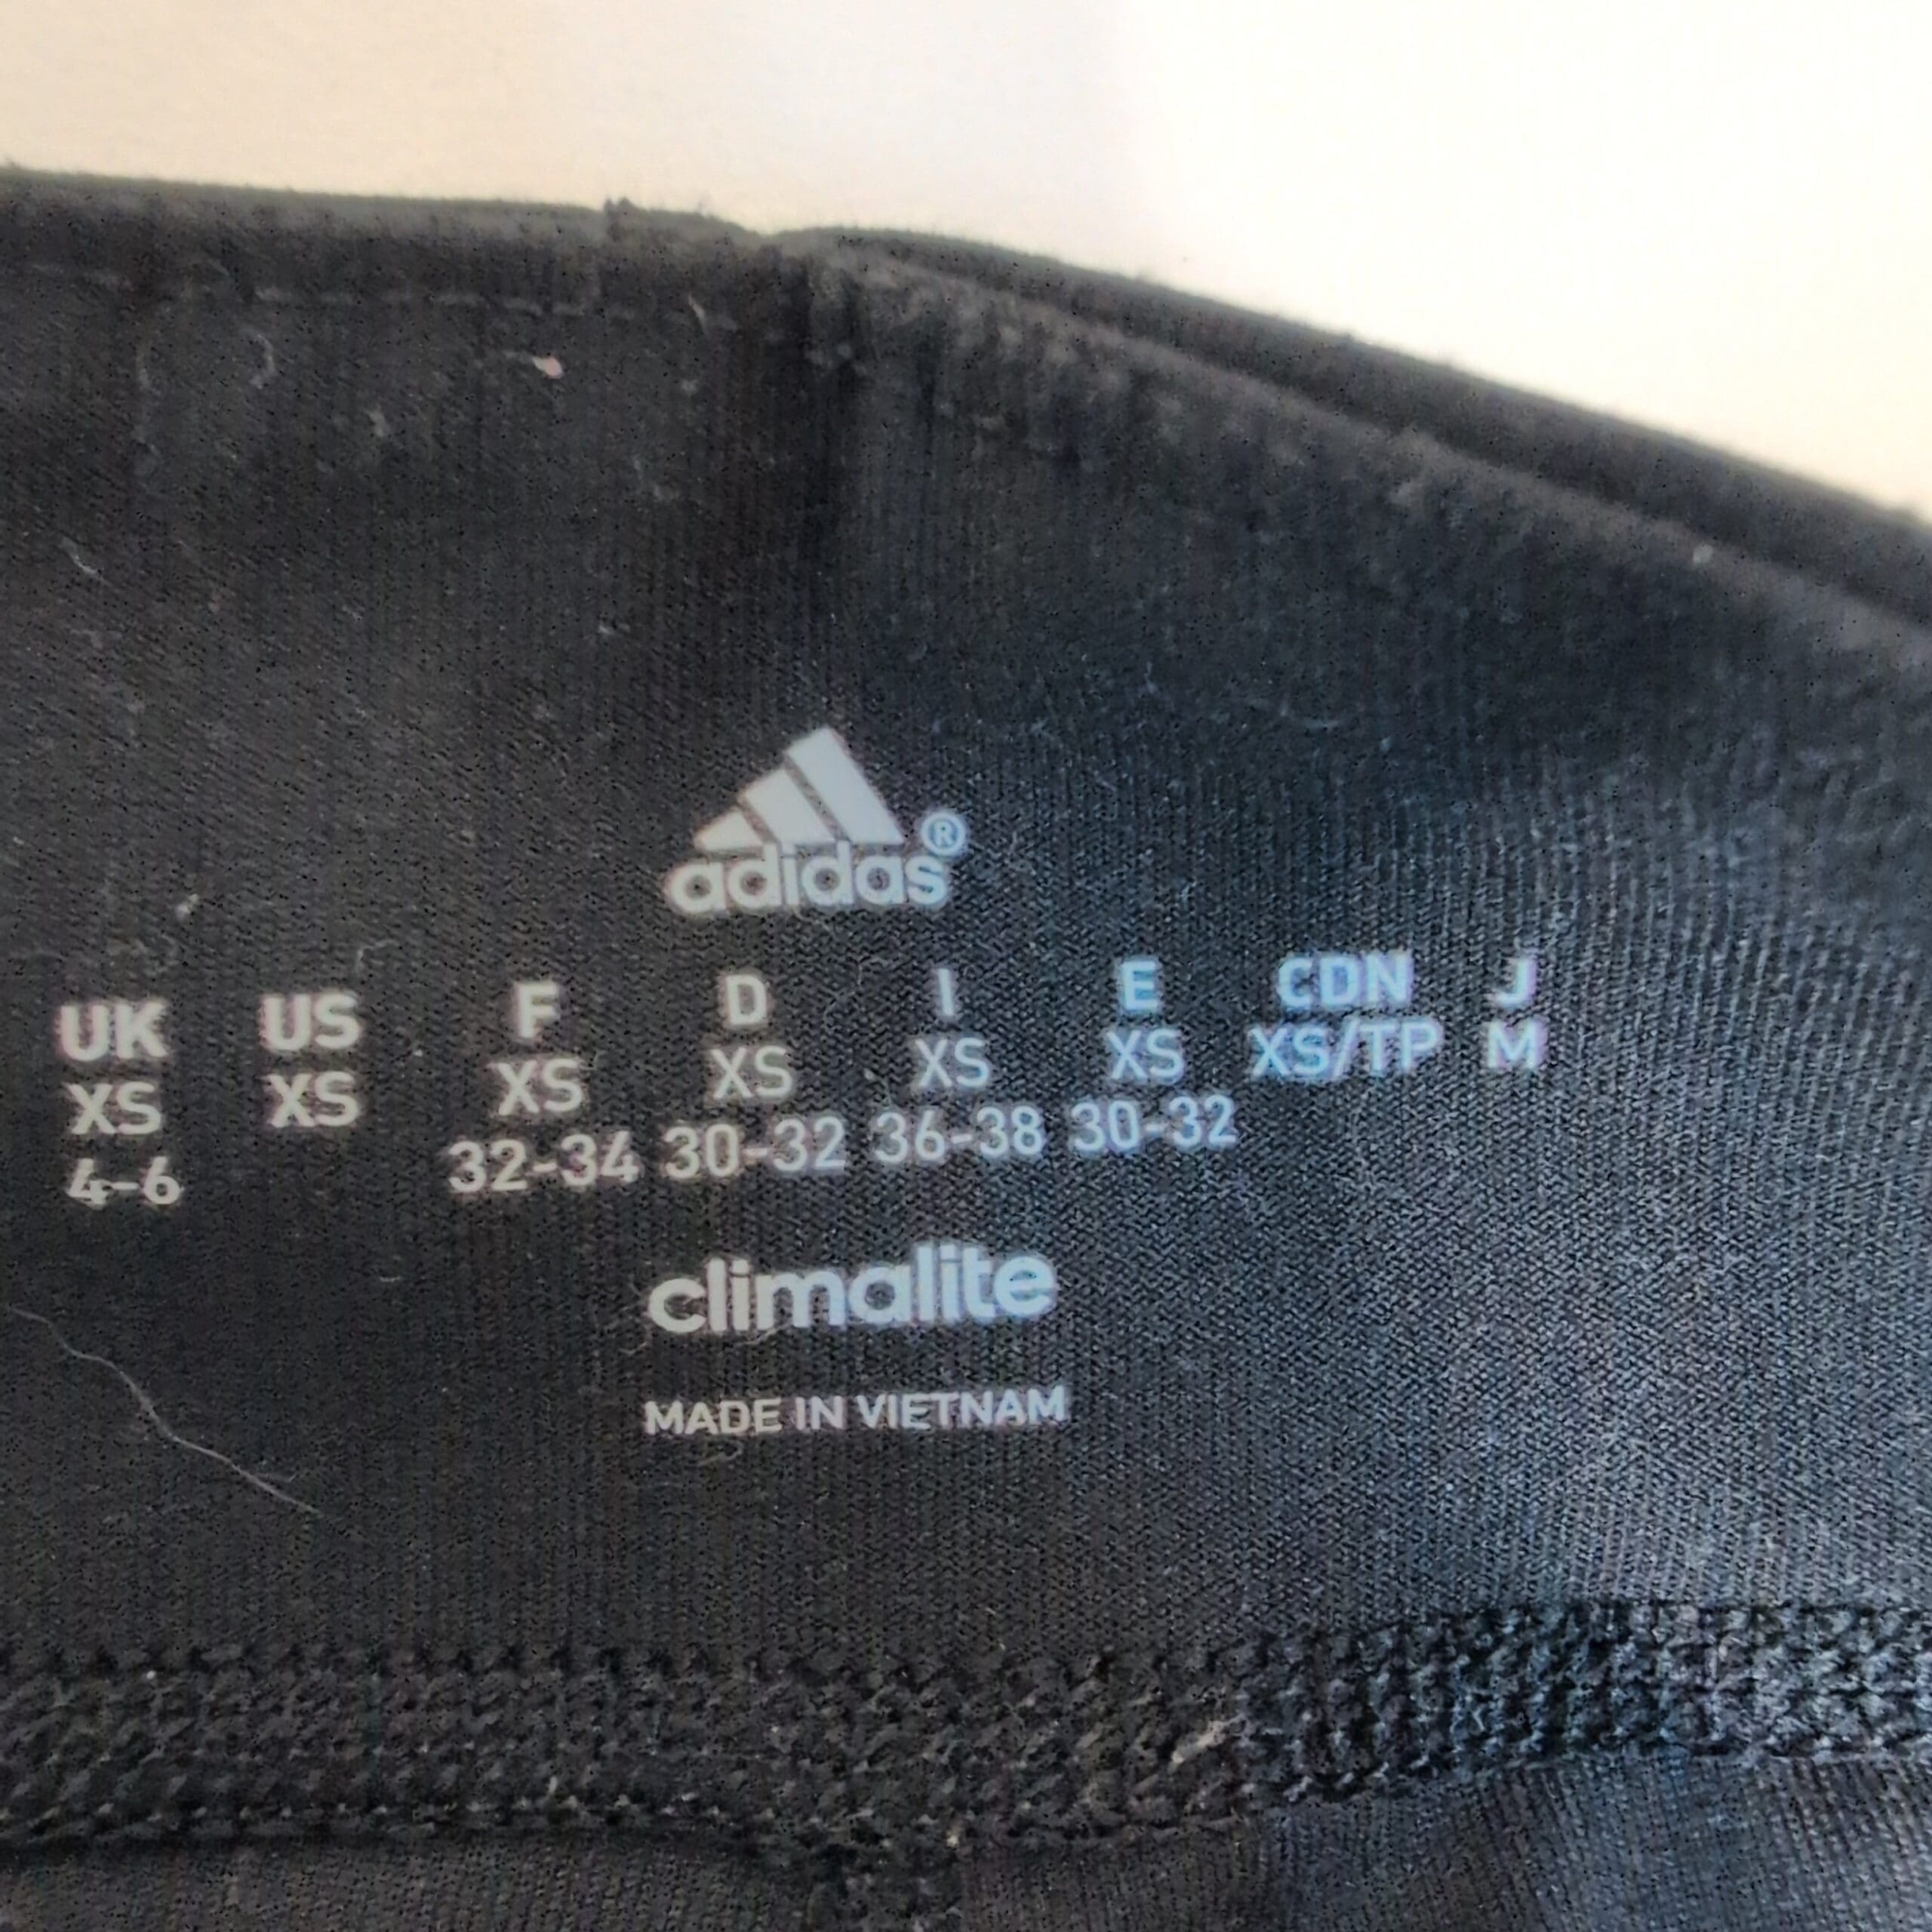 adidas®
UK US F D I E CDN J
XS XS XS XS XS XS XS/TP M
4-6 32-34 30-32 36-38 30-32
climalite
MADE IN VIETNAM